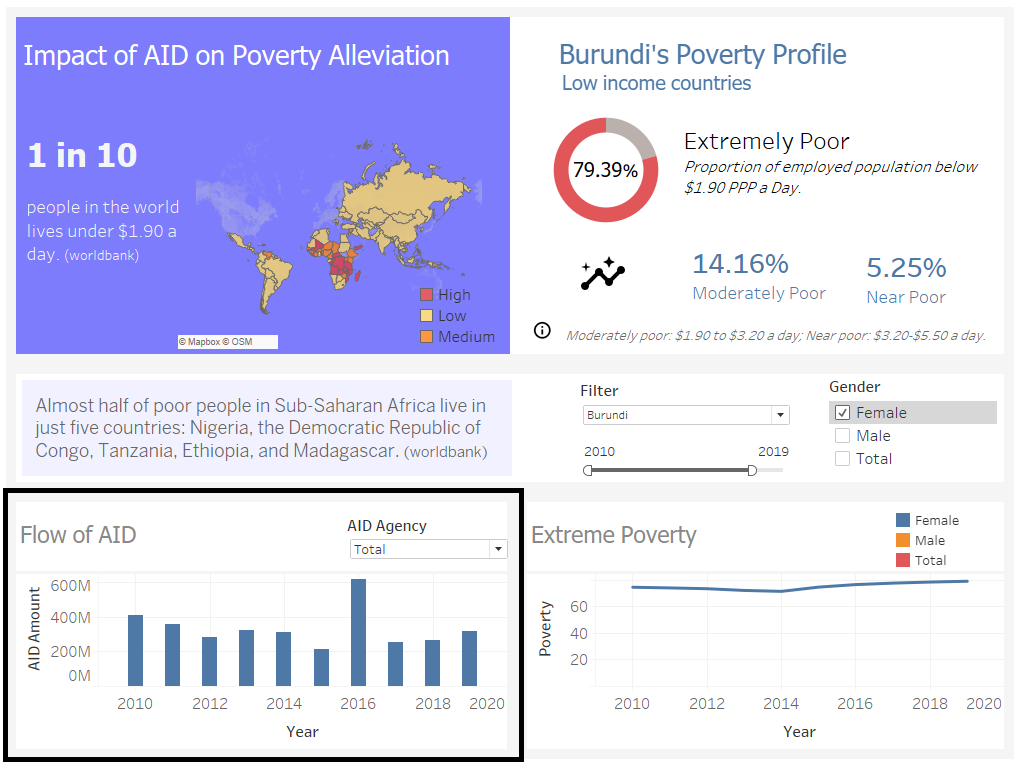 Impact of AID on Poverty Alleviation
1 in 10
people in the world
lives under $1.90 a
day. (worldbank)
High
Low
Medium
© Mapbox © OSM
Burundi's Poverty Profile
Low income countries
79.39%
Extremely Poor
Proportion of employed population below
$1.90 PPP a Day.
14.16%
Moderately Poor
5.25%
Near Poor
Moderately poor: $1.90 to $3.20 a day; Near poor: $3.20-$5.50 a day.
Almost half of poor people in Sub-Saharan Africa live in
just five countries: Nigeria, the Democratic Republic of
Congo, Tanzania, Ethiopia, and Madagascar. (worldbank)
Filter
Burundi
2010 2019
Gender
Female
Male
Total
Flow of AID
AID Agency
Total
AID Amount
600M
400M
200M
0M
2010 2012 2014 2016 2018 2020
Year
Extreme Poverty
Female
Male
Total
Poverty
60
40
20
2010 2012 2014 2016 2018 2020
Year